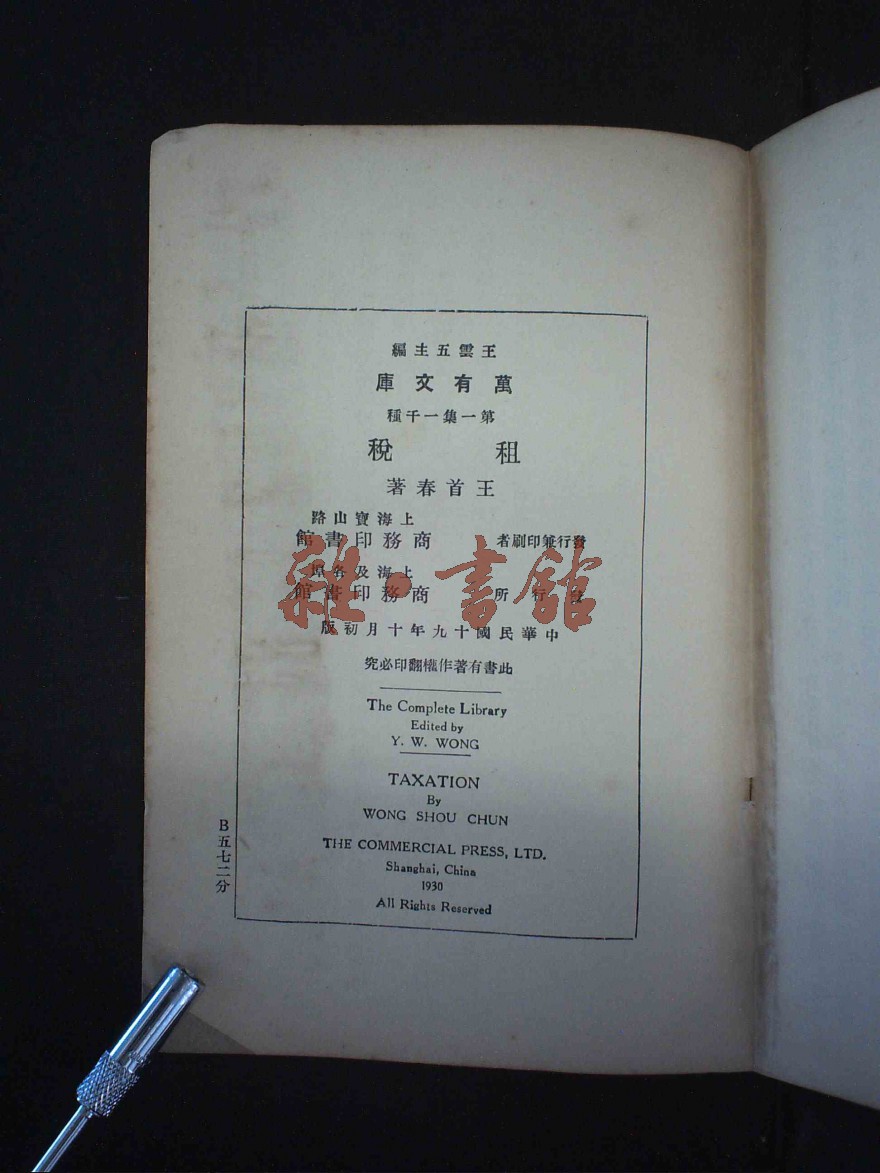 王雲五主編
萬有文庫
第一集一千種
租稅
王首春著
上海寶山路
發行兼印刷者 商務印書館
上海及各埠
發行所 商務印書館
中華民國十九年十月初版
此書有著作權翻印必究
The Complete Library
Edited by
Y. W. WONG
TAXATION
By
WONG SHOU CHUN
THE COMMERCIAL PRESS, LTD.
Shanghai, China
1930
All Rights Reserved
B五七二分
雜·書館